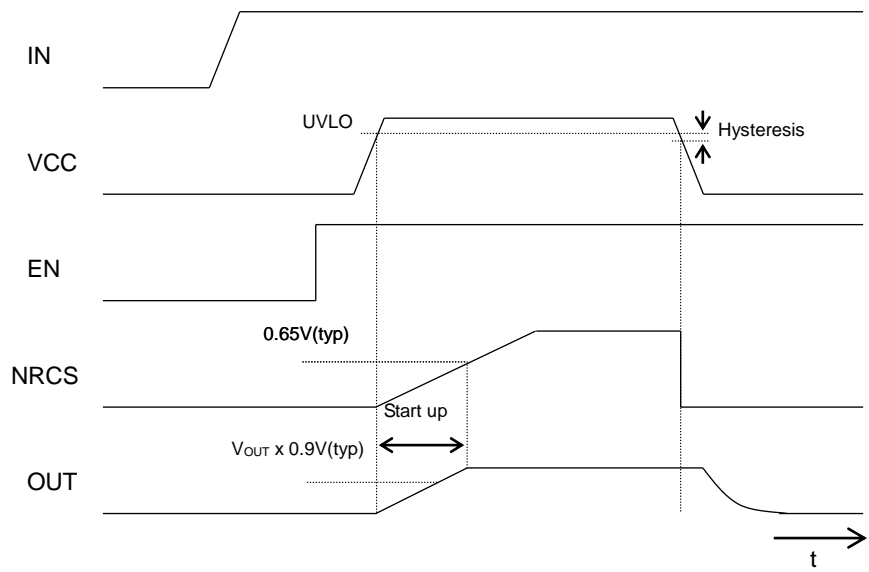 IN
UVLO
Hysteresis
VCC
EN
0.65V(typ)
NRCS
Start up
VOUT x 0.9V(typ)
OUT
t